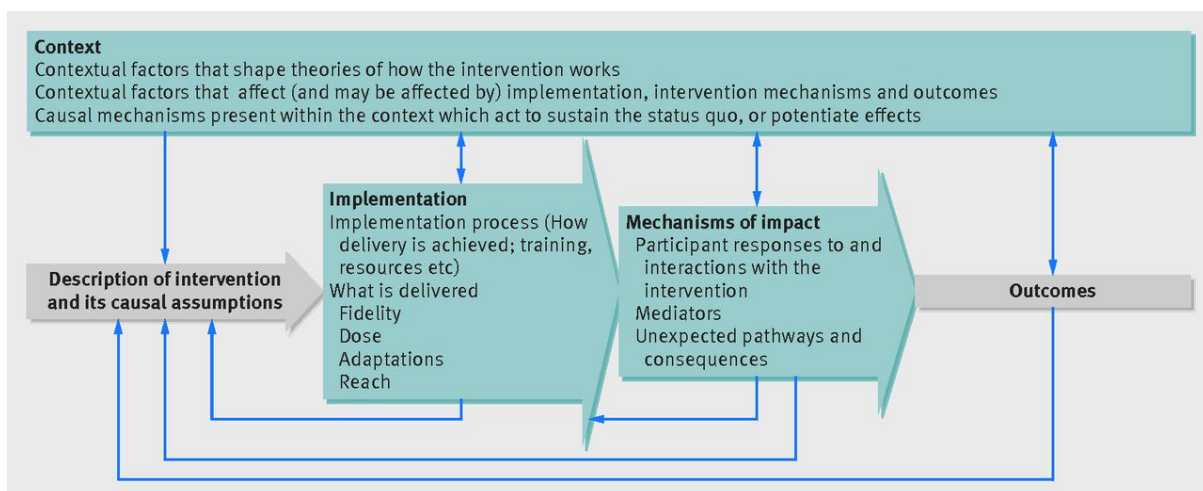 Context
Contextual factors that shape theories of how the intervention works
Contextual factors that affect (and may be affected by) implementation, intervention mechanisms and outcomes
Causal mechanisms present within the context which act to sustain the status quo, or potentiate effects
Description of intervention
and its causal assumptions
Implementation
Implementation process (How
delivery is achieved; training,
resources etc)
What is delivered
Fidelity
Dose
Adaptations
Reach
Mechanisms of impact
Participant responses to and
interactions with the
intervention
Mediators
Unexpected pathways and
consequences
Outcomes